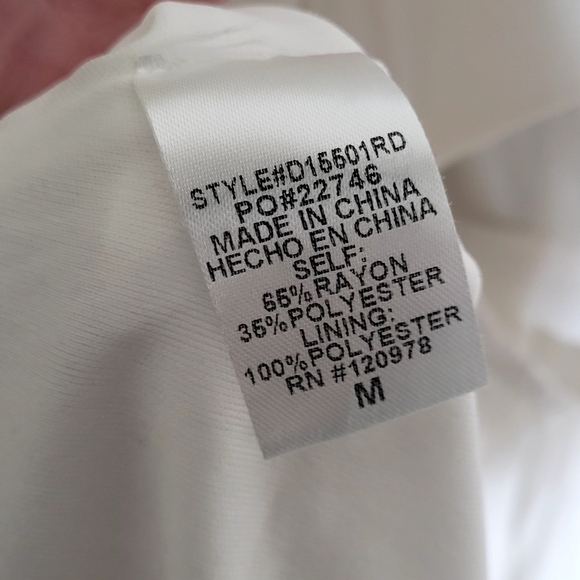 STYLE#D15501RD
PO#22746
MADE IN CHINA
HECHO EN CHINA
SELF:
65%RAYON
35%POLYESTER
LINING:
100%POLYESTER
RN #120978
M